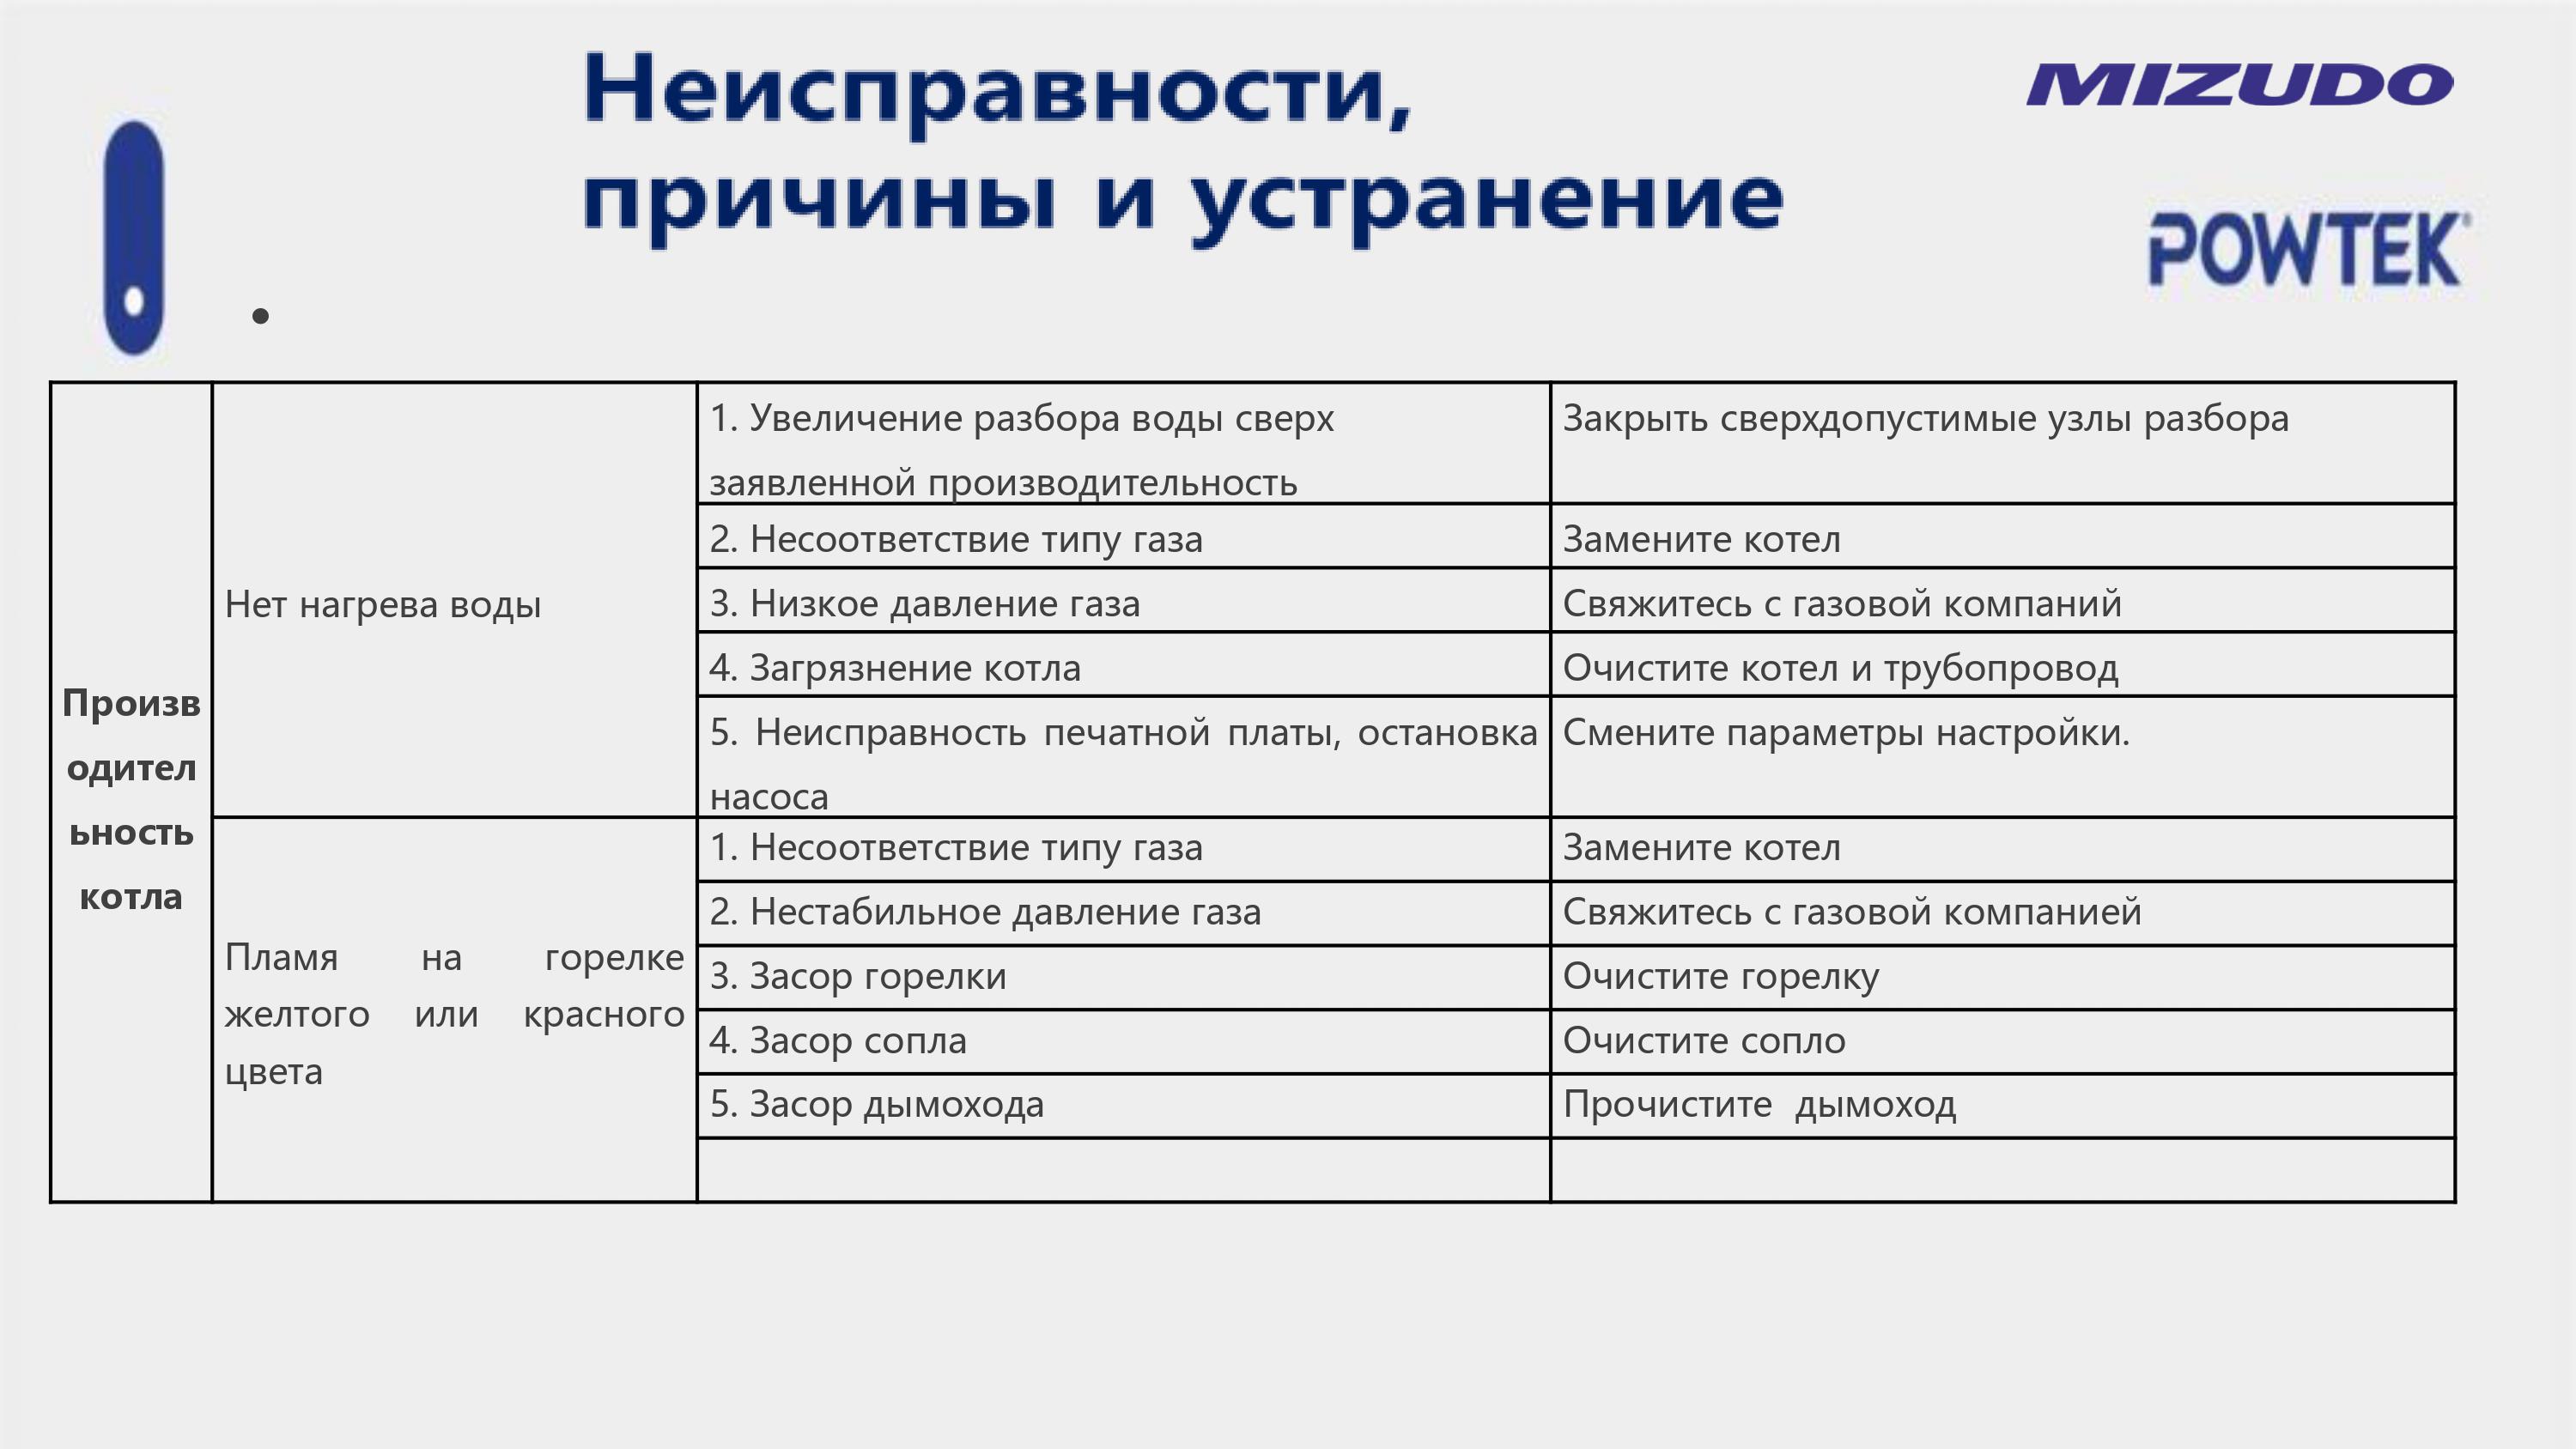 Неисправности,
причины и устранение
MIZUDO
POWTEK®
•
Произв
одител
ьность
котла
Нет нагрева воды
1. Увеличение разбора воды сверх
заявленной производительность
Закрыть сверхдопустимые узлы разбора
2. Несоответствие типу газа
Замените котел
3. Низкое давление газа
Свяжитесь с газовой компаний
4. Загрязнение котла
Очистите котел и трубопровод
5. Неисправность печатной платы, остановка
насоса
Смените параметры настройки.
Пламя на горелке
желтого или красного
цвета
1. Несоответствие типу газа
Замените котел
2. Нестабильное давление газа
Свяжитесь с газовой компанией
3. Засор горелки
Очистите горелку
4. Засор сопла
Очистите сопло
5. Засор дымохода
Прочистите  дымоход